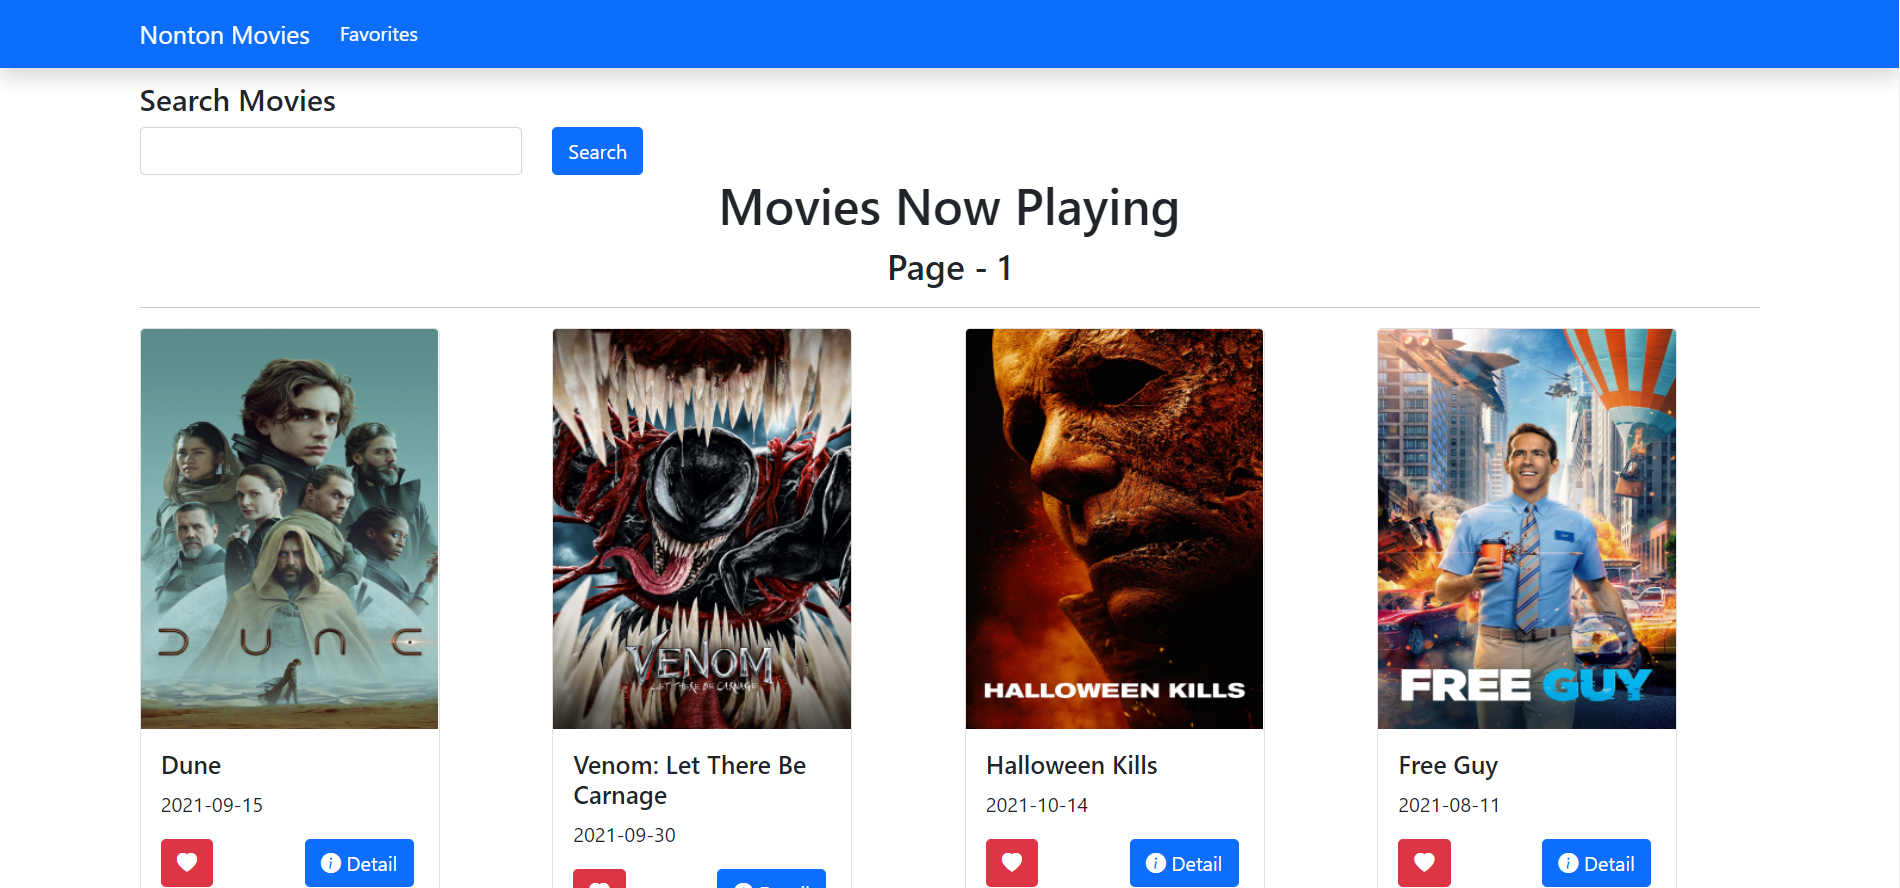 Nonton Movies Favorites
Search Movies
Search
Movies Now Playing
Page - 1
DUNE
VENOM
LET THERE BE CARNAGE
HALLOWEEN KILLS
FREE GUY
Dune
2021-09-15
Detail
Venom: Let There Be
Carnage
2021-09-30
Detail
Halloween Kills
2021-10-14
Detail
Free Guy
2021-08-11
Detail